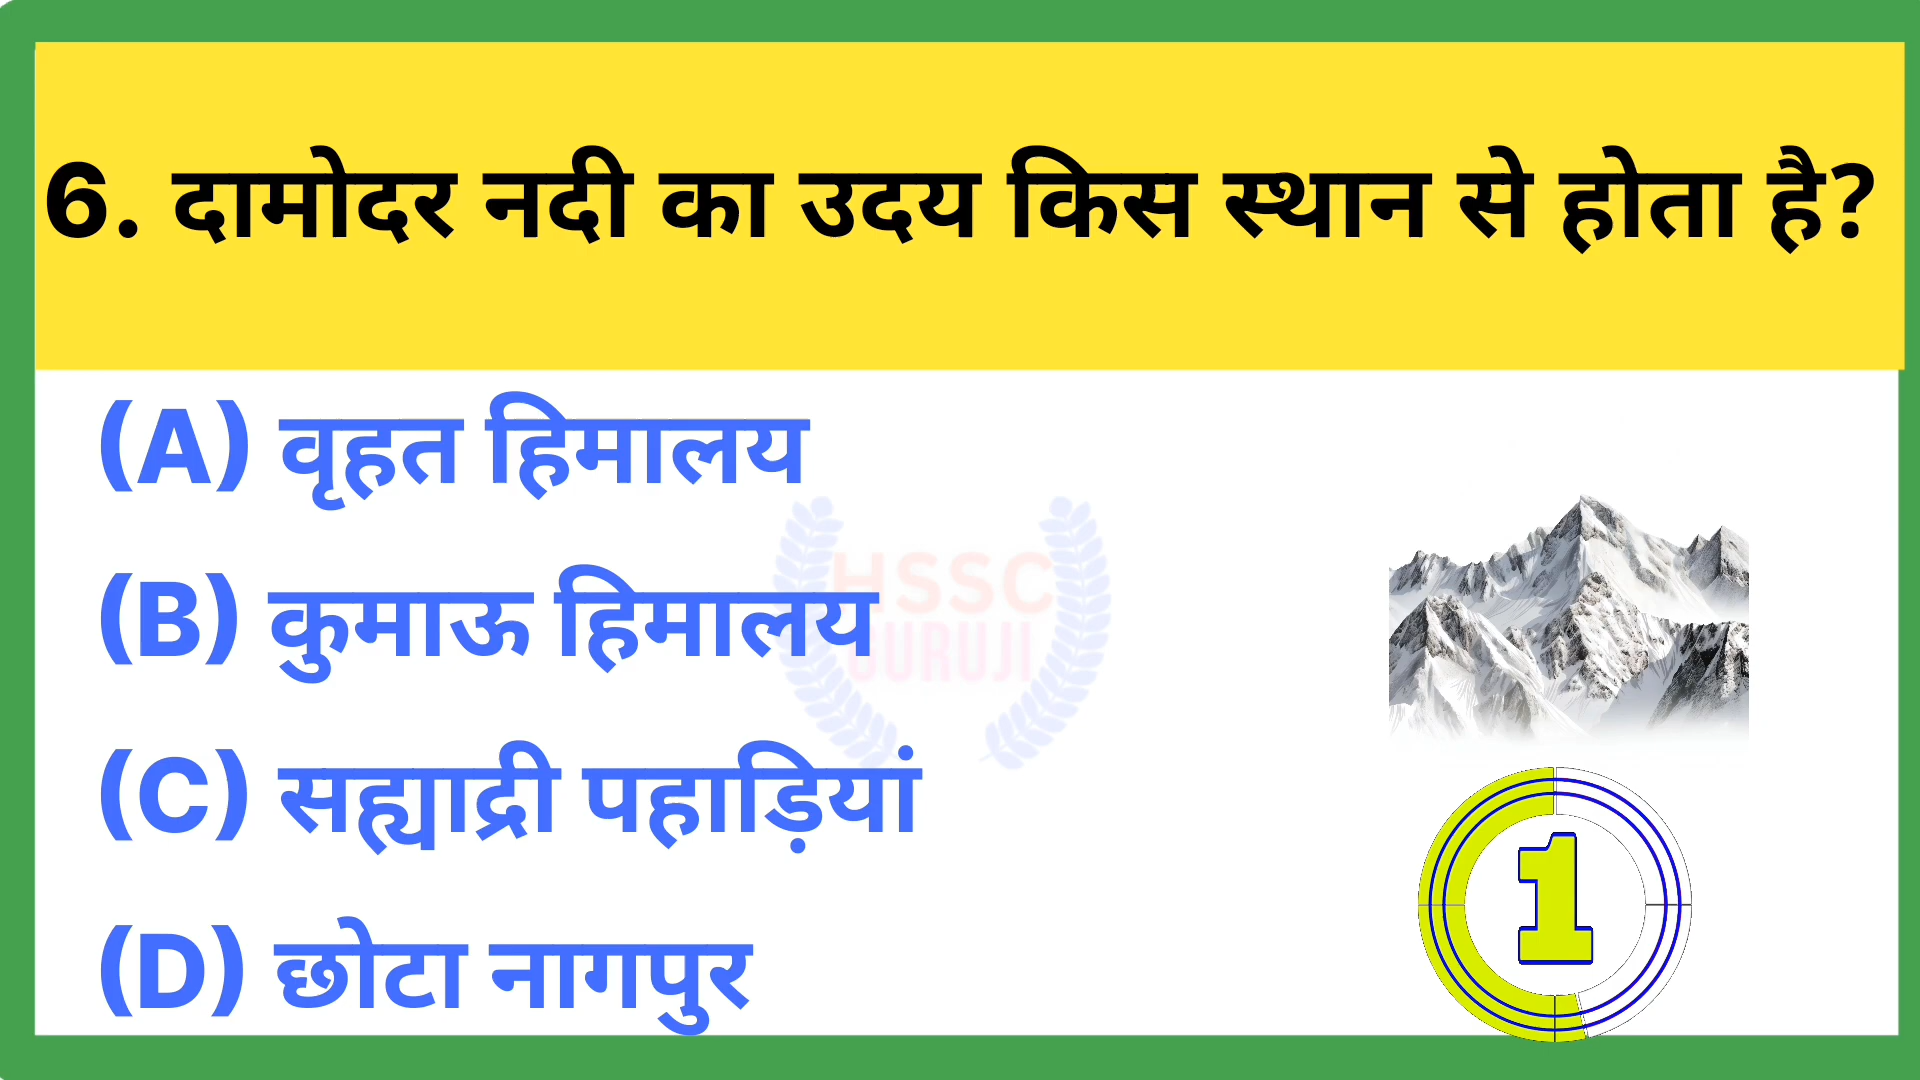 6. दामोदर नदी का उदय किस स्थान से होता है?
(A) वृहत हिमालय
(B) कुमाऊ हिमालय
(C) सह्याद्री पहाड़ियां
(D) छोटा नागपुर
HSSC
GURUJI
1